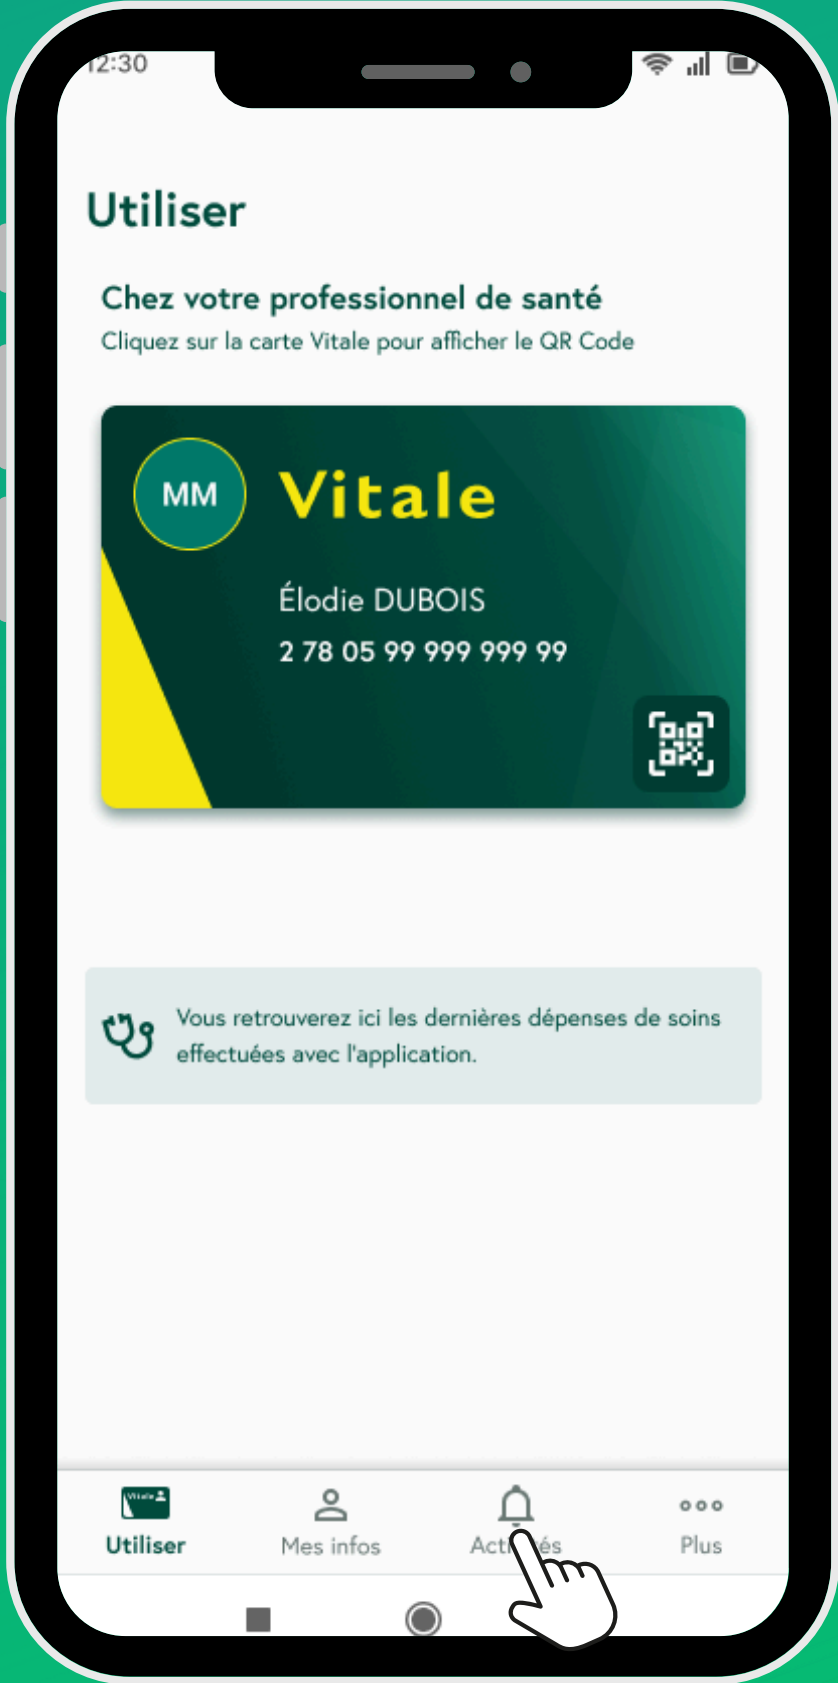 12:30
Utiliser
Chez votre professionnel de santé
Cliquez sur la carte Vitale pour afficher le QR Code
MM
Vitale
Élodie DUBOIS
2 78 05 99 999 999 99
Vous retrouverez ici les dernières dépenses de soins
effectuées avec l'application.
Vitale
Utiliser
Mes infos
Plus